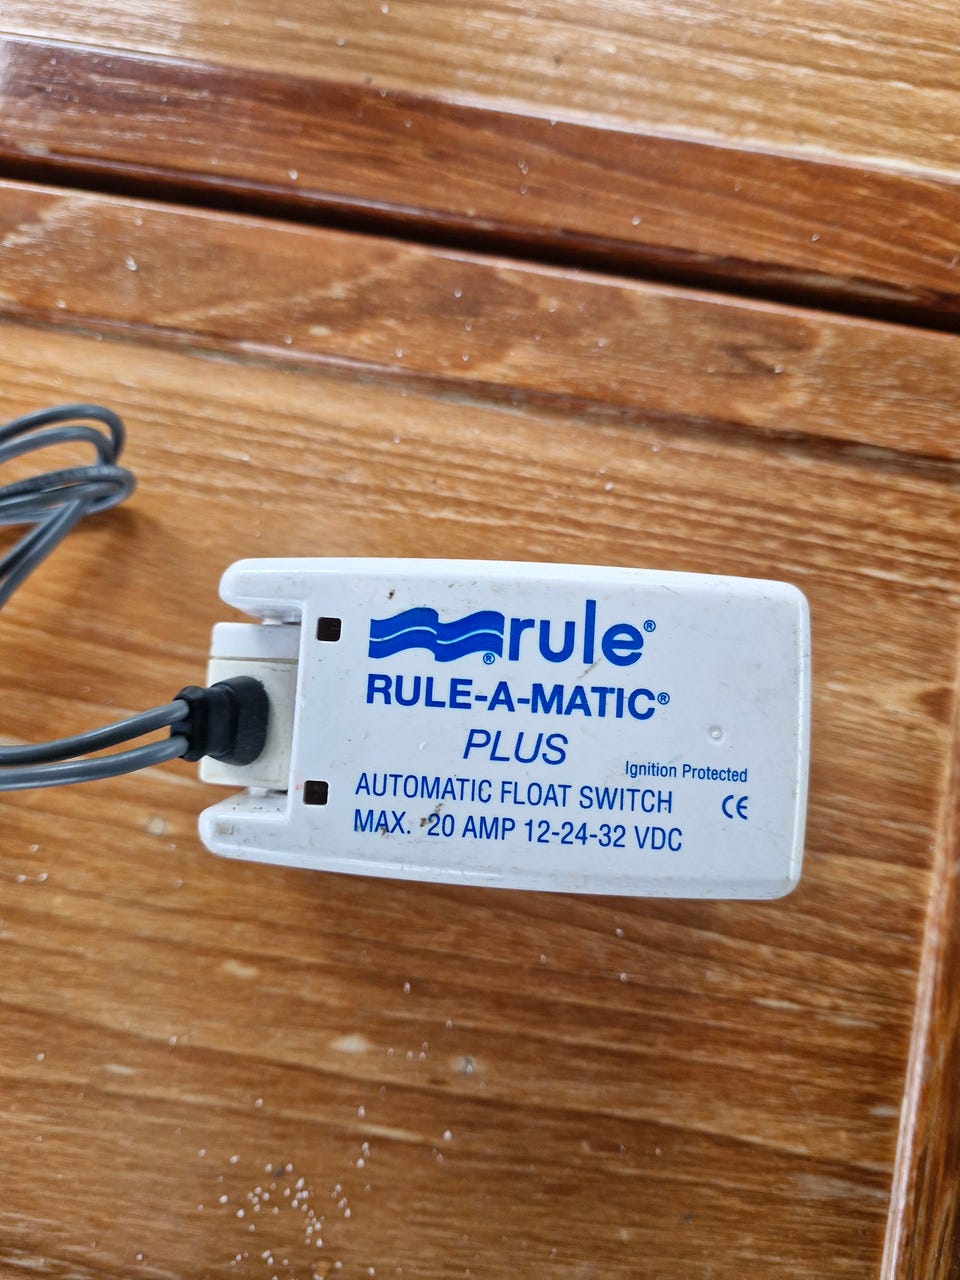 rule®
®
RULE-A-MATIC®
PLUS
Ignition Protected
AUTOMATIC FLOAT SWITCH
CE
MAX. 20 AMP 12-24-32 VDC